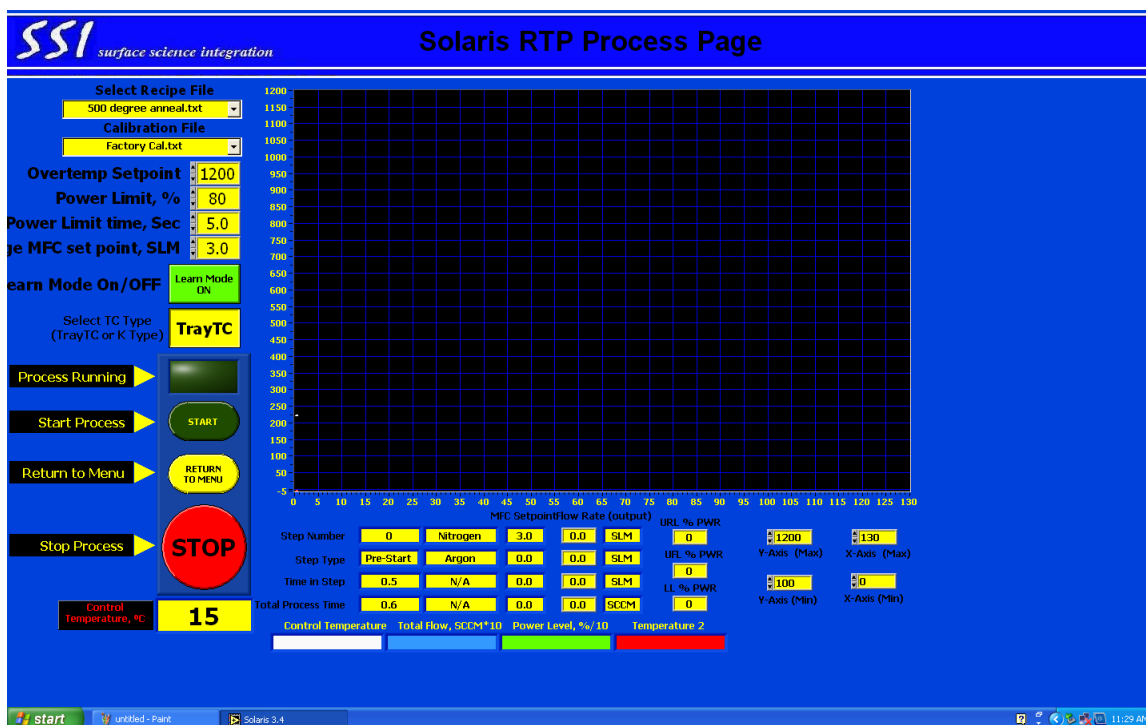 SSI surface science integration
Solaris RTP Process Page
Select Recipe File
500 degree anneal.txt
Calibration File
Factory Cal.txt
Overtemp Setpoint 1200
Power Limit, % 80
Power Limit time, Sec 5.0
ge MFC set point, SLM 3.0
earn Mode On/OFF
Learn Mode
ON
Select TC Type
(TrayTC or K Type)
TrayTC
Process Running
Start Process
START
Return to Menu
RETURN
TO MENU
Stop Process
STOP
Control
Temperature, ºC
15
1200
1150
1100
1050
1000
950
900
850
800
750
700
650
600
550
500
450
400
350
300
250
200
150
100
50
-5
0 5 10 15 20 25 30 35 40 45 50 55 60 65 70 75 80 85 90 95 100 105 110 115 120 125 130
MFC Setpoint Flow Rate (output)
Step Number 0 Nitrogen 3.0 0.0 SLM
Step Type Pre-Start Argon 0.0 0.0 SLM
Time in Step 0.5 N/A 0.0 0.0 SLM
Total Process Time 0.6 N/A 0.0 0.0 SCCM
URL % PWR
0
UFL % PWR
0
LL % PWR
0
1200
Y-Axis (Max)
130
X-Axis (Max)
100
Y-Axis (Min)
0
X-Axis (Min)
Control Temperature Total Flow, SCCM*10 Power Level, %/10 Temperature 2
start untitled - Paint Solaris 3.4 11:29 AM